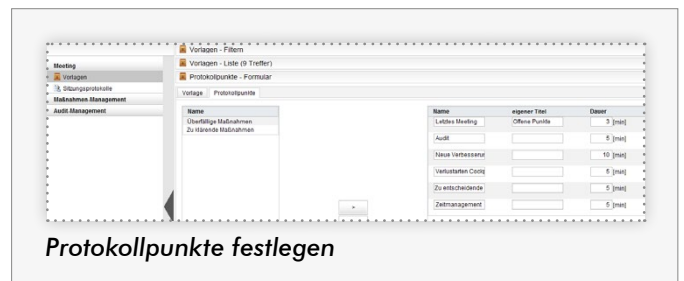 Vorlagen - Filtern
Meeting
Vorlagen - Liste (9 Treffer)
Vorlagen
Protokollpunkte - Formular
Sitzungsprotokolle
Vorlage Protokollpunkte
Maßnahmen-Management
Audit-Management
Name
Überfällige Maßnahmen
Zu klärende Maßnahmen
>
Name eigener Titel Dauer
Letztes Meeting Offene Punkte 3 [min]
Audit 5 [min]
Neue Verbesserun 10 [min]
Verlustarten Cockp 5 [min]
Zu entscheidende 5 [min]
Zeitmanagement 5 [min]
Protokollpunkte festlegen